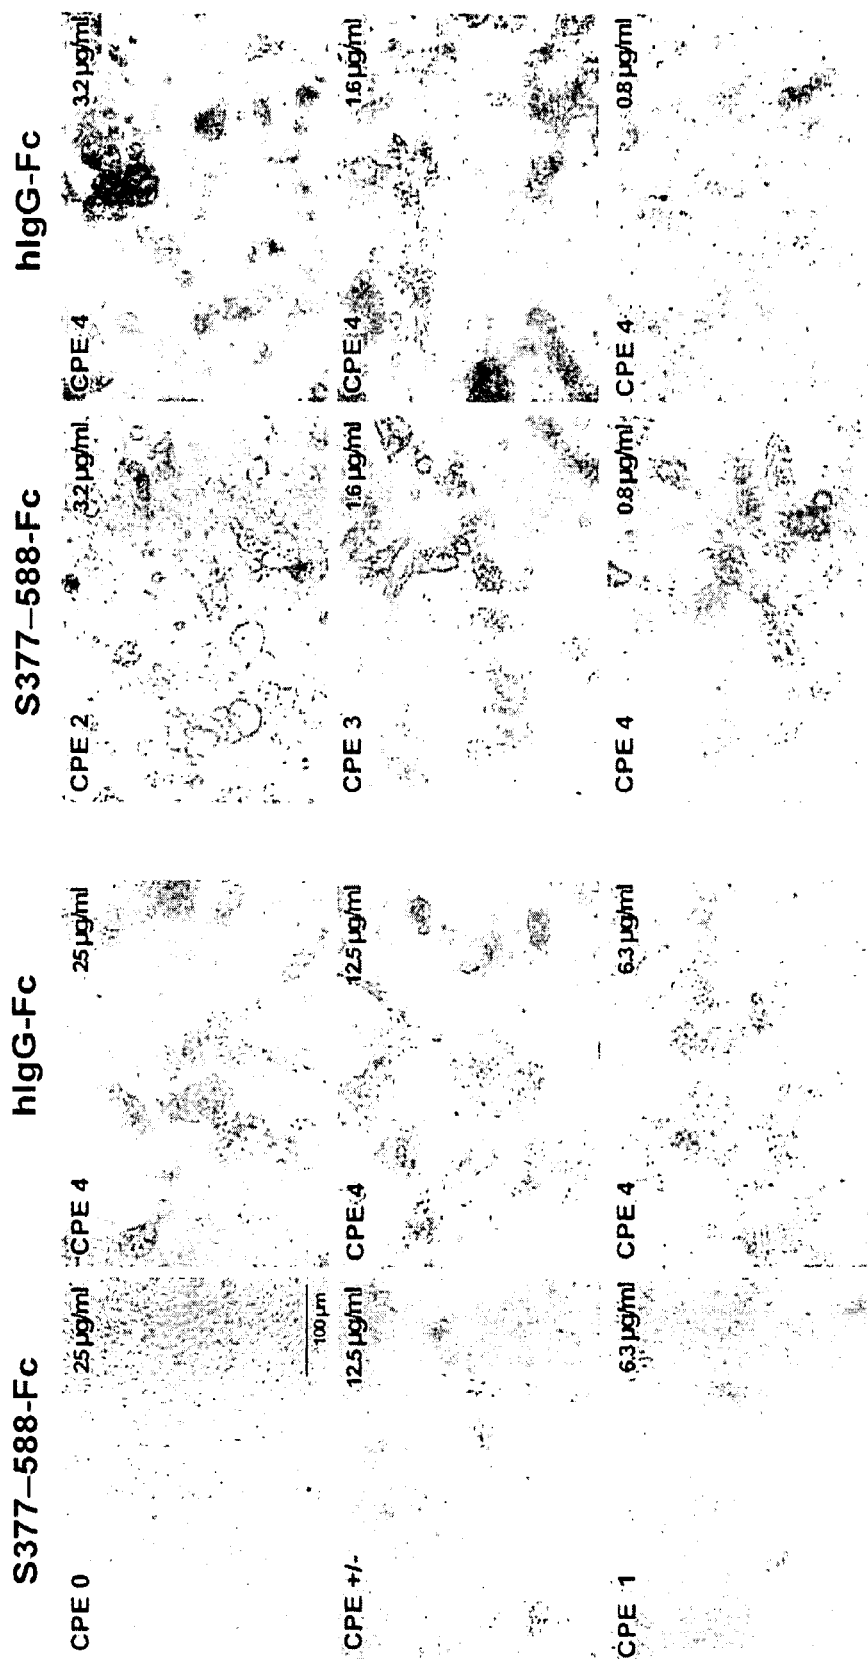 S377–588-Fc hIgG-Fc S377–588-Fc hIgG-Fc
CPE 0 25 µg/ml CPE 4 25 µg/ml CPE 2 3.2 µg/ml CPE 4 3.2 µg/ml
100 µm
CPE +/- 12.5 µg/ml CPE 4 12.5 µg/ml CPE 3 1.6 µg/ml CPE 4 1.6 µg/ml
CPE 1 6.3 µg/ml CPE 4 6.3 µg/ml CPE 4 0.8 µg/ml CPE 4 0.8 µg/ml